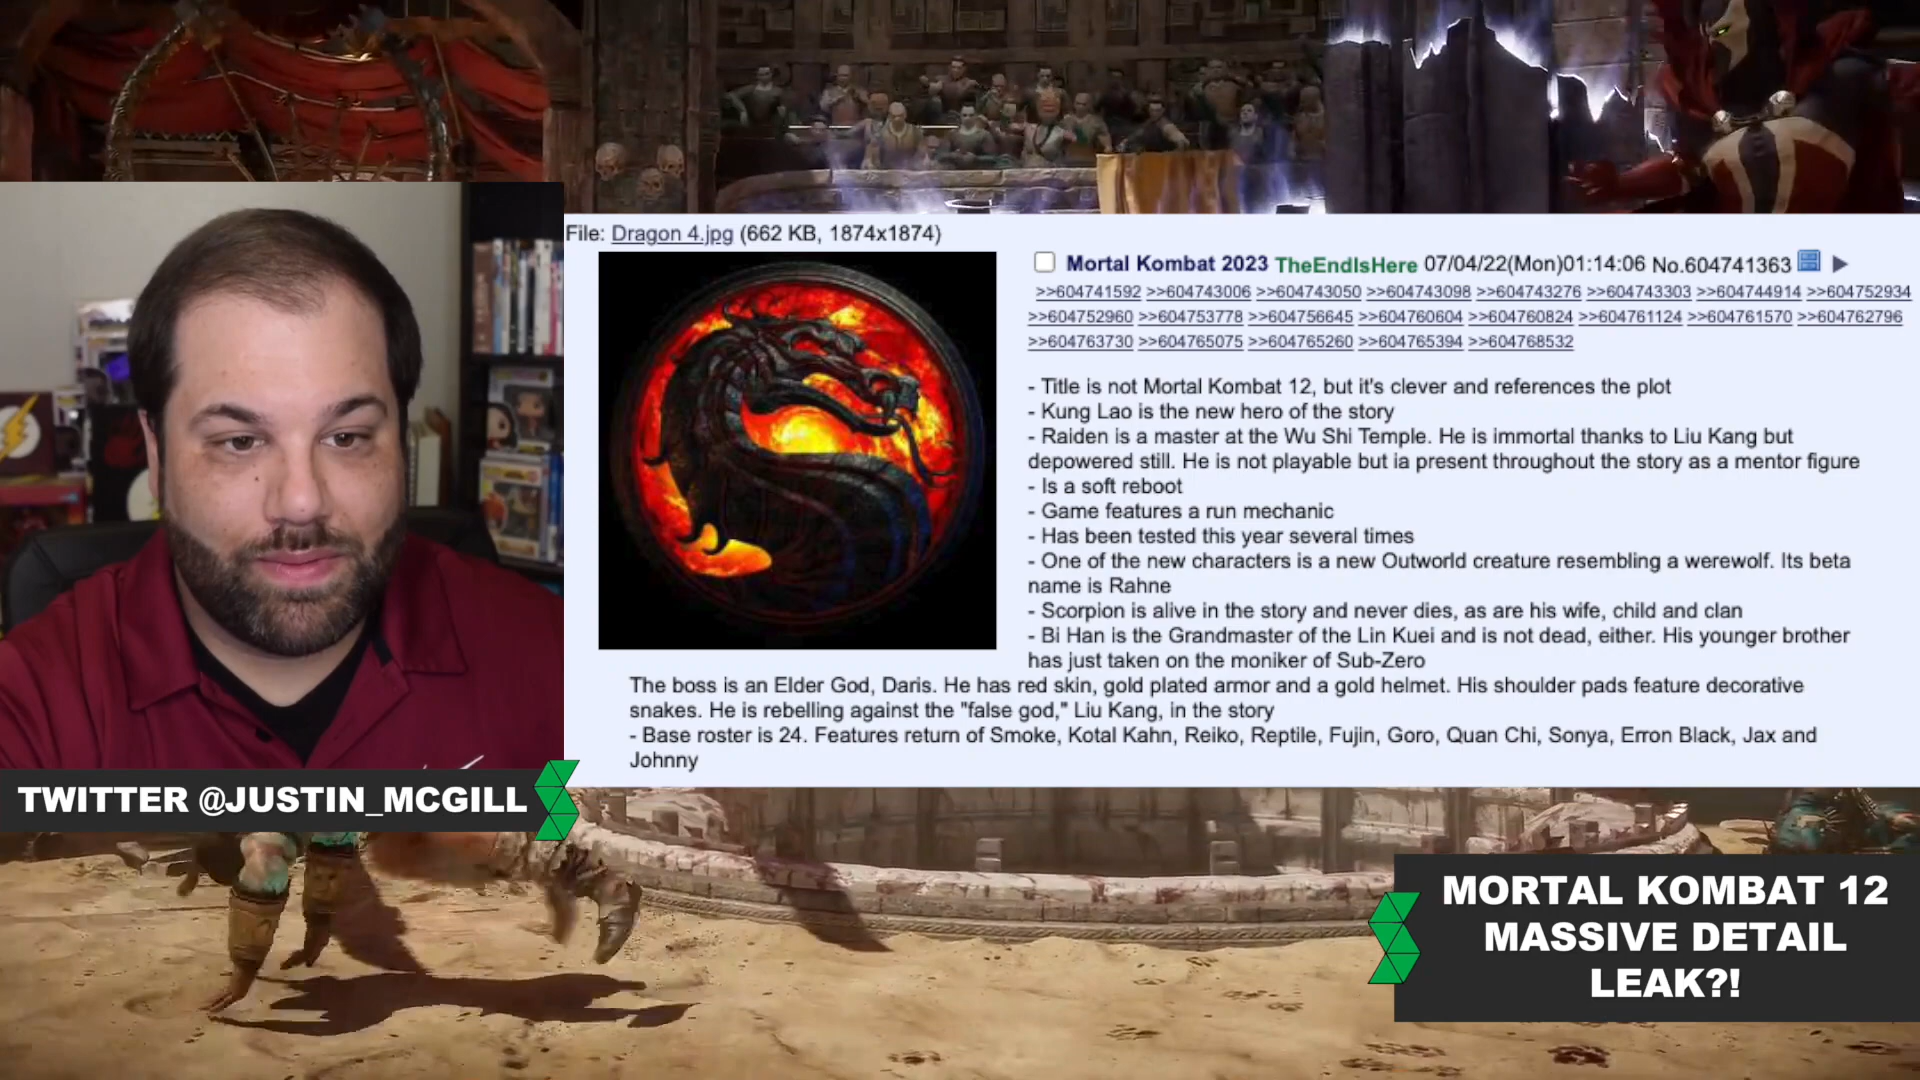 File: Dragon 4.jpg (662 KB, 1874x1874)
Mortal Kombat 2023 TheEndIsHere 07/04/22(Mon)01:14:06 No.604741363
>>604741592 >>604743006 >>604743050 >>604743098 >>604743276 >>604743303 >>604744914 >>604752934
>>604752960 >>604753778 >>604756645 >>604760604 >>604760824 >>604761124 >>604761570 >>604762796
>>604763730 >>604765075 >>604765260 >>604765394 >>604768532
- Title is not Mortal Kombat 12, but it's clever and references the plot
- Kung Lao is the new hero of the story
- Raiden is a master at the Wu Shi Temple. He is immortal thanks to Liu Kang but
depowered still. He is not playable but ia present throughout the story as a mentor figure
- Is a soft reboot
- Game features a run mechanic
- Has been tested this year several times
- One of the new characters is a new Outworld creature resembling a werewolf. Its beta
name is Rahne
- Scorpion is alive in the story and never dies, as are his wife, child and clan
- Bi Han is the Grandmaster of the Lin Kuei and is not dead, either. His younger brother
has just taken on the moniker of Sub-Zero
The boss is an Elder God, Daris. He has red skin, gold plated armor and a gold helmet. His shoulder pads feature decorative
snakes. He is rebelling against the "false god," Liu Kang, in the story
- Base roster is 24. Features return of Smoke, Kotal Kahn, Reiko, Reptile, Fujin, Goro, Quan Chi, Sonya, Erron Black, Jax and
Johnny
TWITTER @JUSTIN_MCGILL
MORTAL KOMBAT 12
MASSIVE DETAIL
LEAK?!